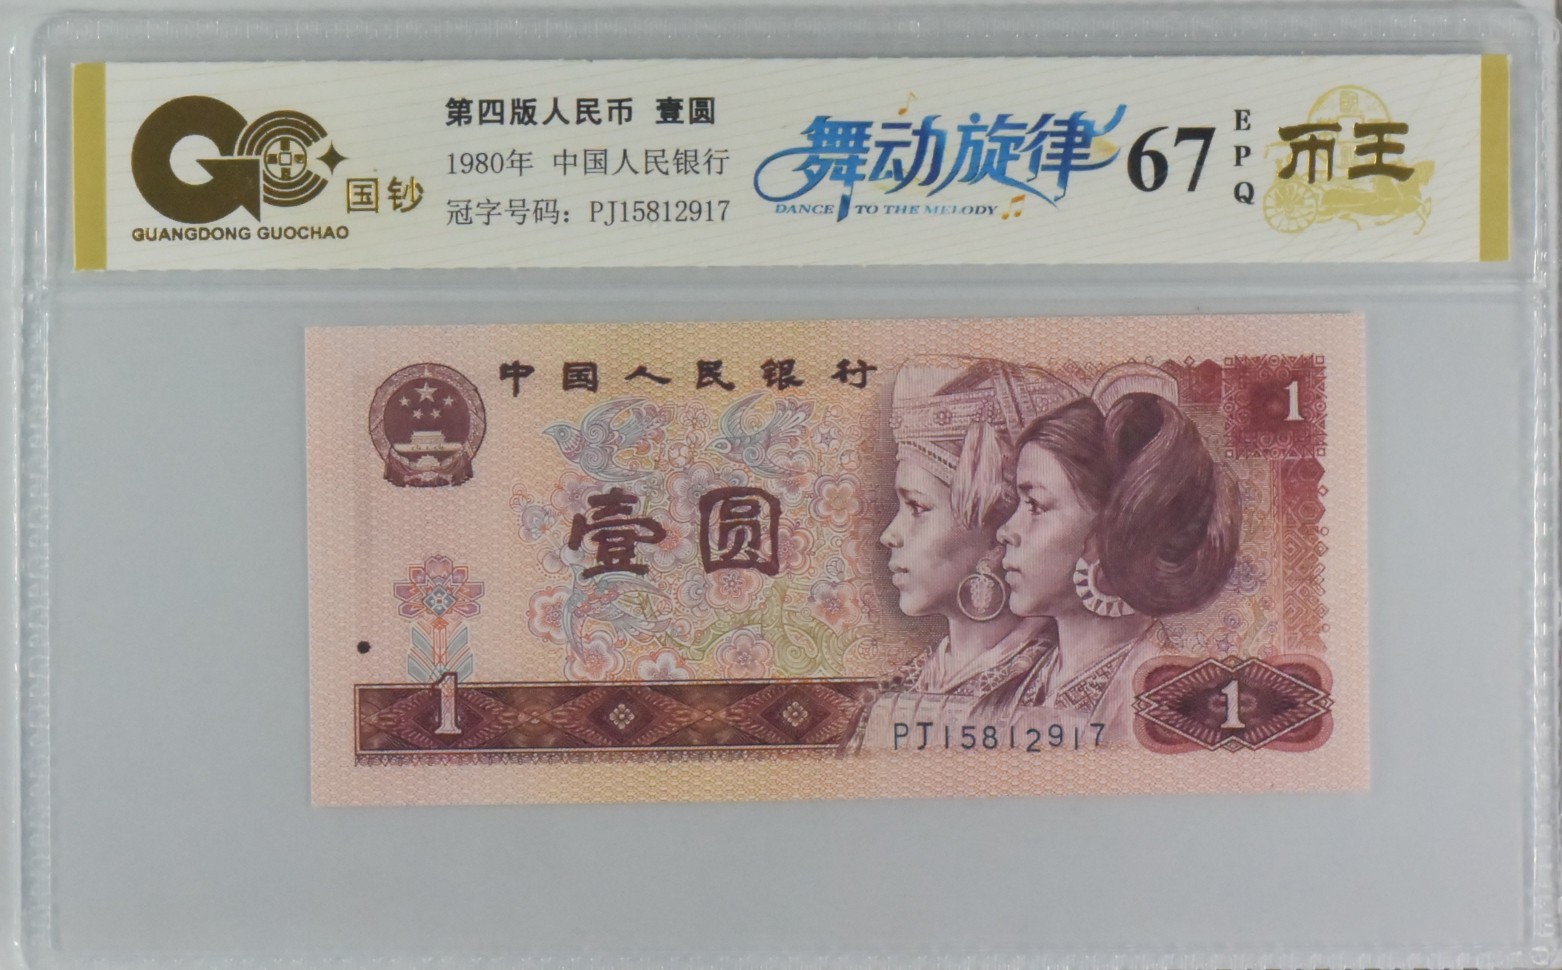 国钞
GUANGDONG GUOCHAO
第四版人民币 壹圆
1980年 中国人民银行
冠字号码：PJ15812917
舞动旋律
DANCE TO THE MELODY
67
EPQ
币王
中国人民银行
1
壹圆
1
1
PJ15812917